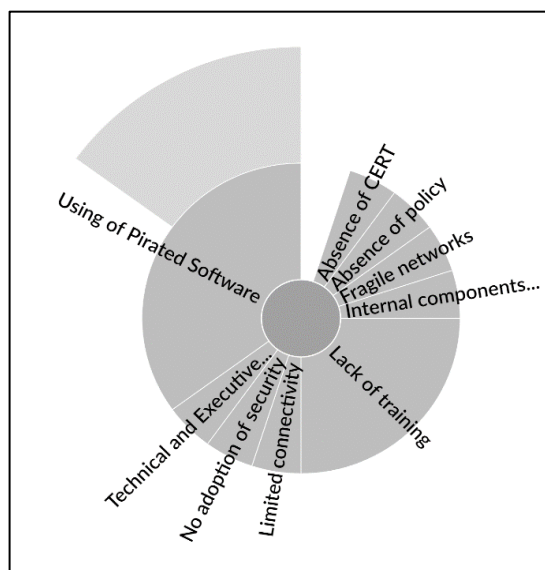 Absence of CERT
Absence of policy
Fragile networks
Internal components...
Lack of training
Limited connectivity
No adoption of security
Technical and Executive...
Using of Pirated Software